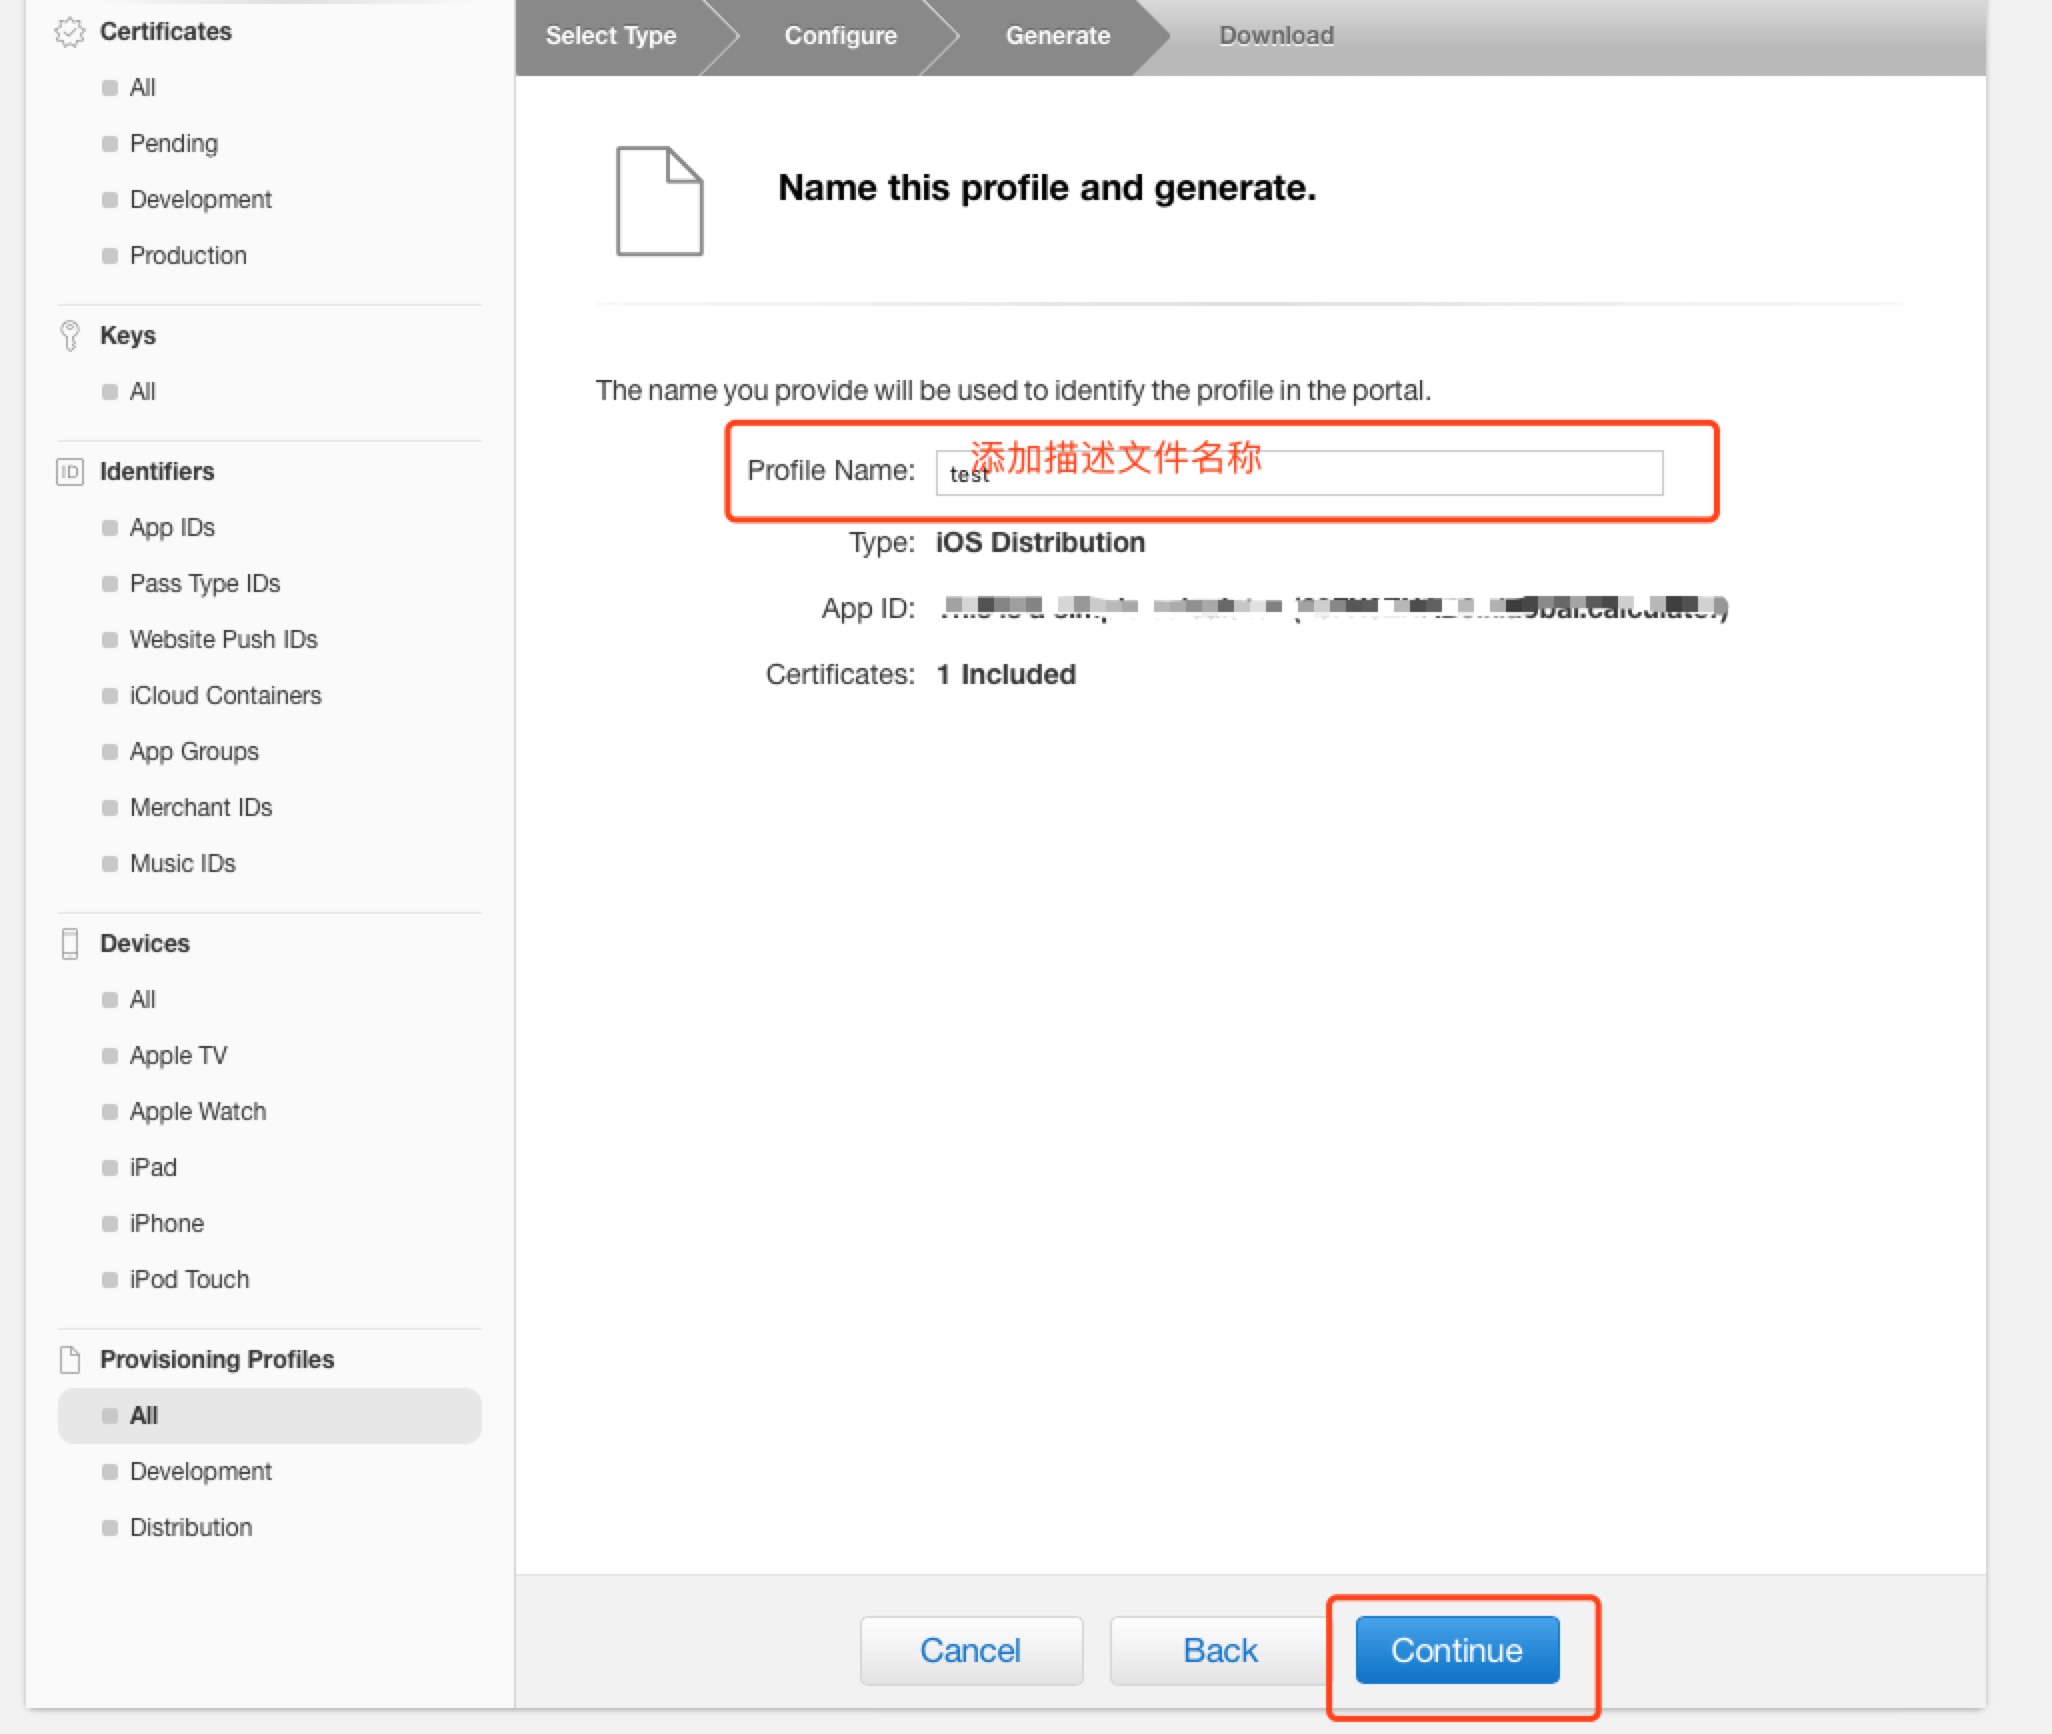 Certificates
All
Pending
Development
Production
Keys
All
Identifiers
App IDs
Pass Type IDs
Website Push IDs
iCloud Containers
App Groups
Merchant IDs
Music IDs
Devices
All
Apple TV
Apple Watch
iPad
iPhone
iPod Touch
Provisioning Profiles
All
Development
Distribution
Select Type
Configure
Generate
Download
Name this profile and generate.
The name you provide will be used to identify the profile in the portal.
添加描述文件名称
Profile Name: test
Type: iOS Distribution
App ID:
Certificates: 1 Included
Cancel
Back
Continue